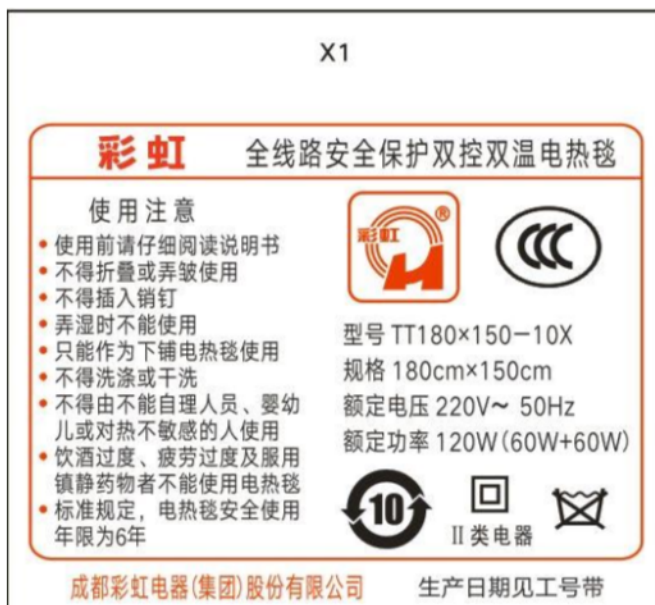 X1
彩虹 全线路安全保护双控双温电热毯
使用注意
• 使用前请仔细阅读说明书
• 不得折叠或弄皱使用
• 不得插入销钉
• 弄湿时不能使用
• 只能作为下铺电热毯使用
• 不得洗涤或干洗
• 不得由不能自理人员、婴幼
儿或对热不敏感的人使用
• 饮酒过度、疲劳过度及服用
镇静药物者不能使用电热毯
• 标准规定，电热毯安全使用
年限为6年
彩虹 ®
CCC
型号 TT180×150-10X
规格 180cm×150cm
额定电压 220V～ 50Hz
额定功率 120W(60W+60W)
10
II类电器
成都彩虹电器(集团)股份有限公司 生产日期见工号带